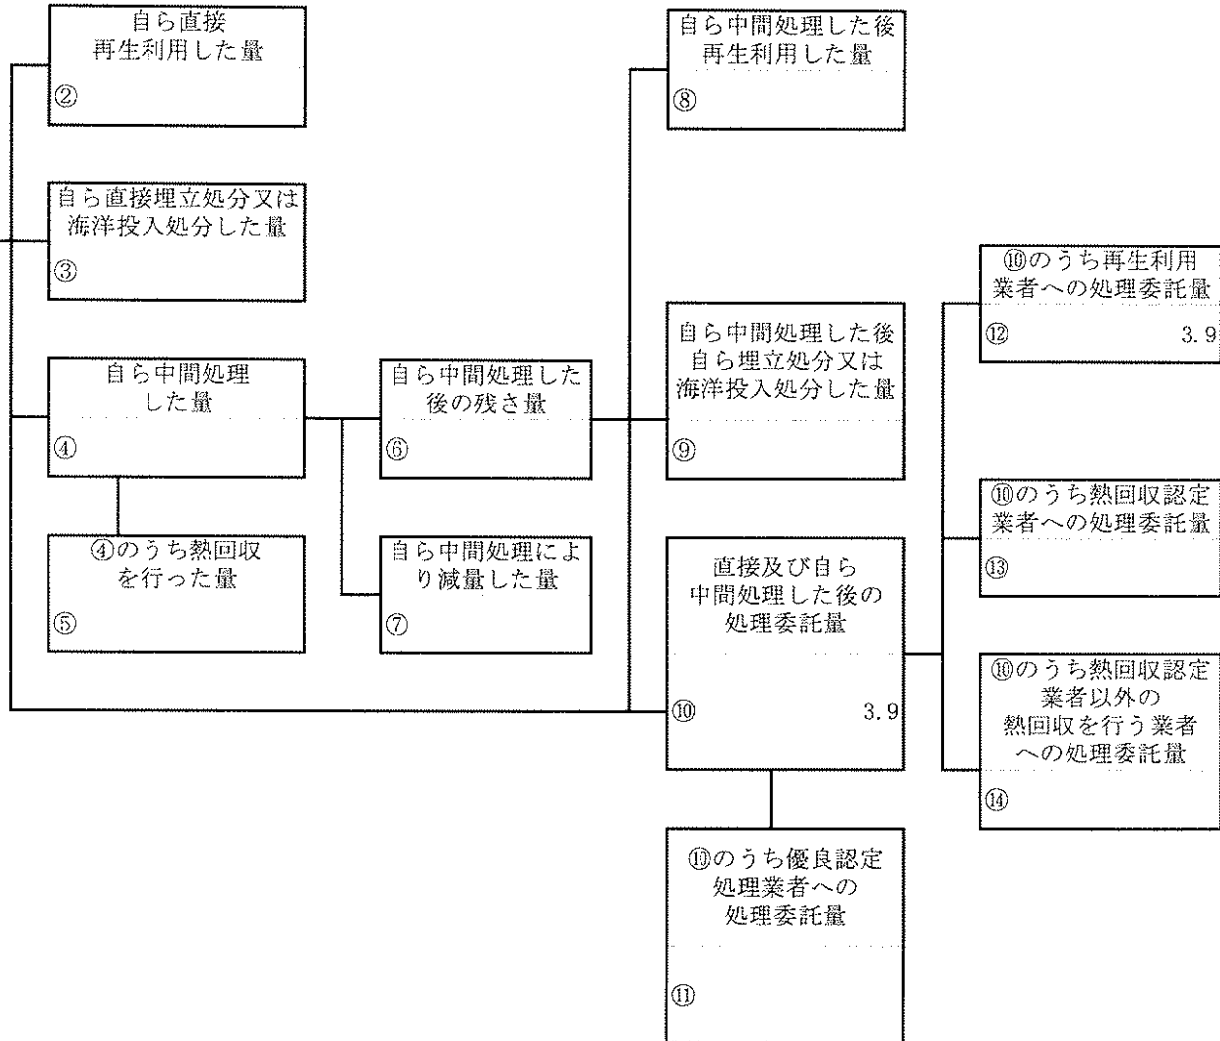 自ら直接
再生利用した量
②
自ら直接埋立処分又は
海洋投入処分した量
③
自ら中間処理
した量
④
④のうち熱回収
を行った量
⑤
自ら中間処理した
後の残さ量
⑥
自ら中間処理によ
り減量した量
⑦
自ら中間処理した後
再生利用した量
⑧
自ら中間処理した後
自ら埋立処分又は
海洋投入処分した量
⑨
直接及び自ら
中間処理した後の
処理委託量
⑩ 3.9
⑩のうち優良認定
処理業者への
処理委託量
⑪
⑩のうち再生利用
業者への処理委託量
⑫ 3.9
⑩のうち熱回収認定
業者への処理委託量
⑬
⑩のうち熱回収認定
業者以外の
熱回収を行う業者
への処理委託量
⑭